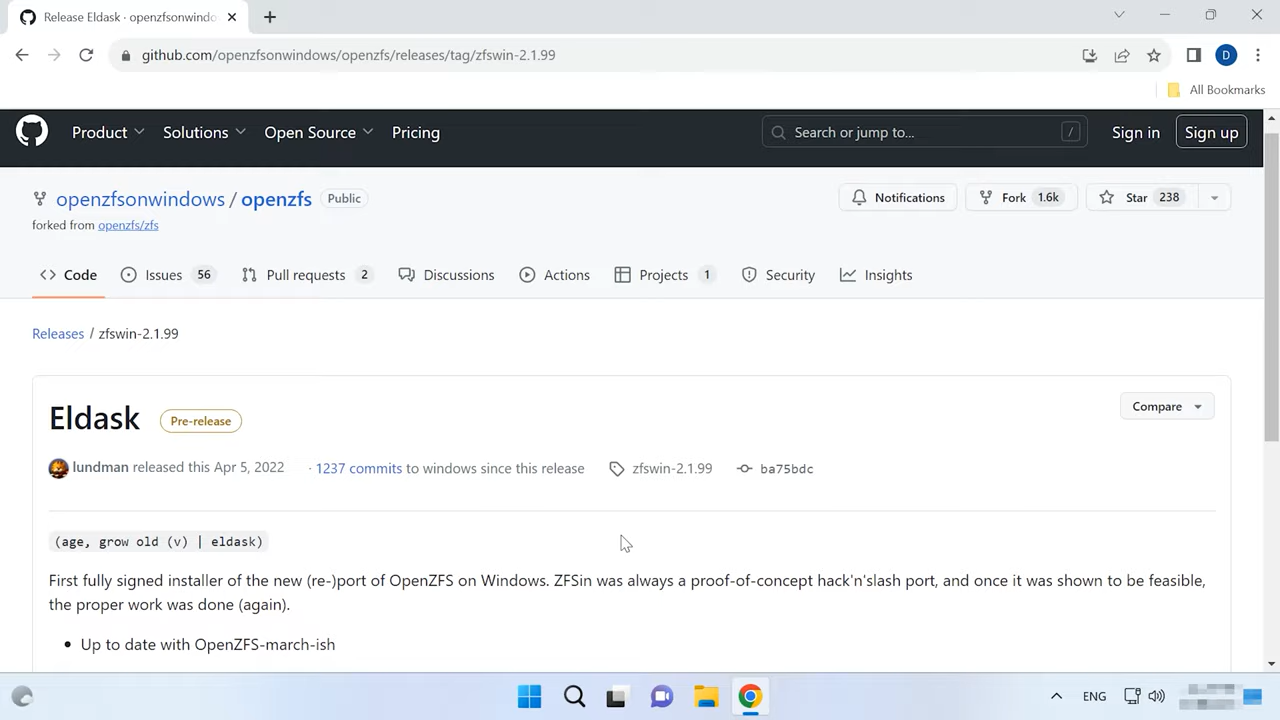 Release Eldask · openzfsonwindo
github.com/openzfsonwindows/openzfs/releases/tag/zfswin-2.1.99
D
All Bookmarks
Product
Solutions
Open Source
Pricing
Search or jump to...
/
Sign in
Sign up
openzfsonwindows / openzfs
Public
Notifications
Fork 1.6k
Star 238
forked from openzfs/zfs
Code
Issues 56
Pull requests 2
Discussions
Actions
Projects 1
Security
Insights
Releases / zfswin-2.1.99
Eldask
Pre-release
Compare
lundman released this Apr 5, 2022
· 1237 commits to windows since this release
zfswin-2.1.99
ba75bdc
(age, grow old (v) | eldask)
First fully signed installer of the new (re-)port of OpenZFS on Windows. ZFSin was always a proof-of-concept hack'n'slash port, and once it was shown to be feasible,
the proper work was done (again).
• Up to date with OpenZFS-march-ish
ENG